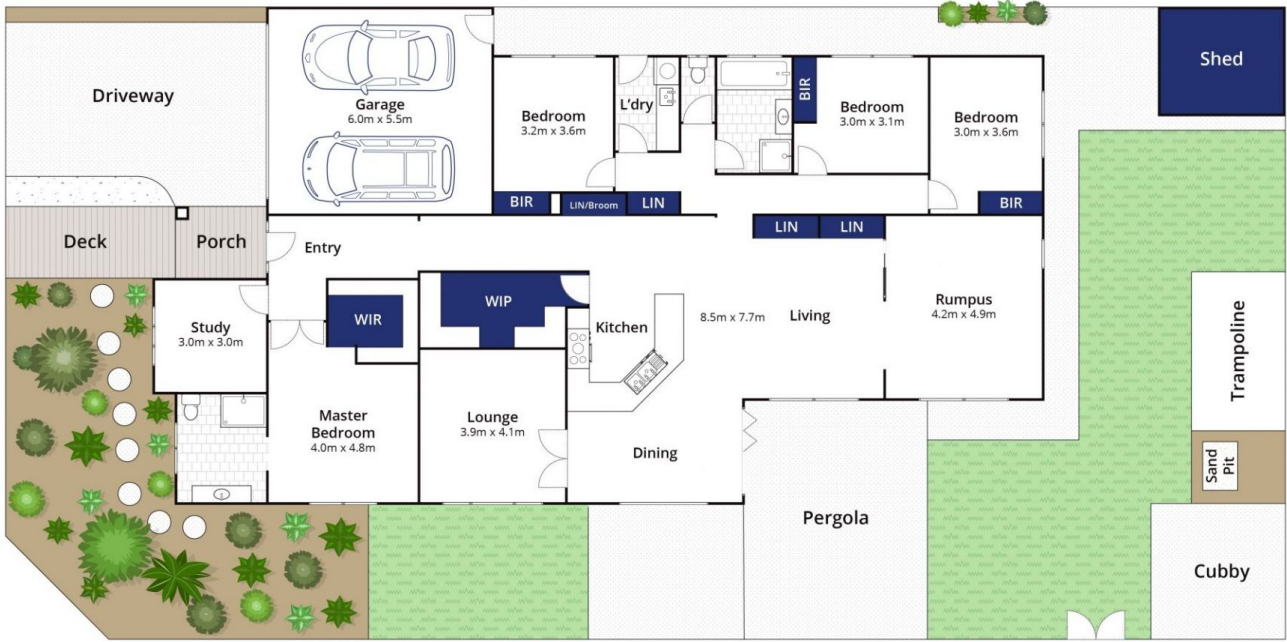 Driveway
Garage
6.0m x 5.5m
Bedroom
3.2m x 3.6m
L'dry
BIR
Bedroom
3.0m x 3.1m
Bedroom
3.0m x 3.6m
Shed
BIR
LIN/Broom
LIN
BIR
Deck
Porch
Entry
LIN
LIN
WIR
WIP
Study
3.0m x 3.0m
Kitchen
8.5m x 7.7m
Living
Rumpus
4.2m x 4.9m
Trampoline
Master
Bedroom
4.0m x 4.8m
Lounge
3.9m x 4.1m
Dining
Sand
Pit
Pergola
Cubby